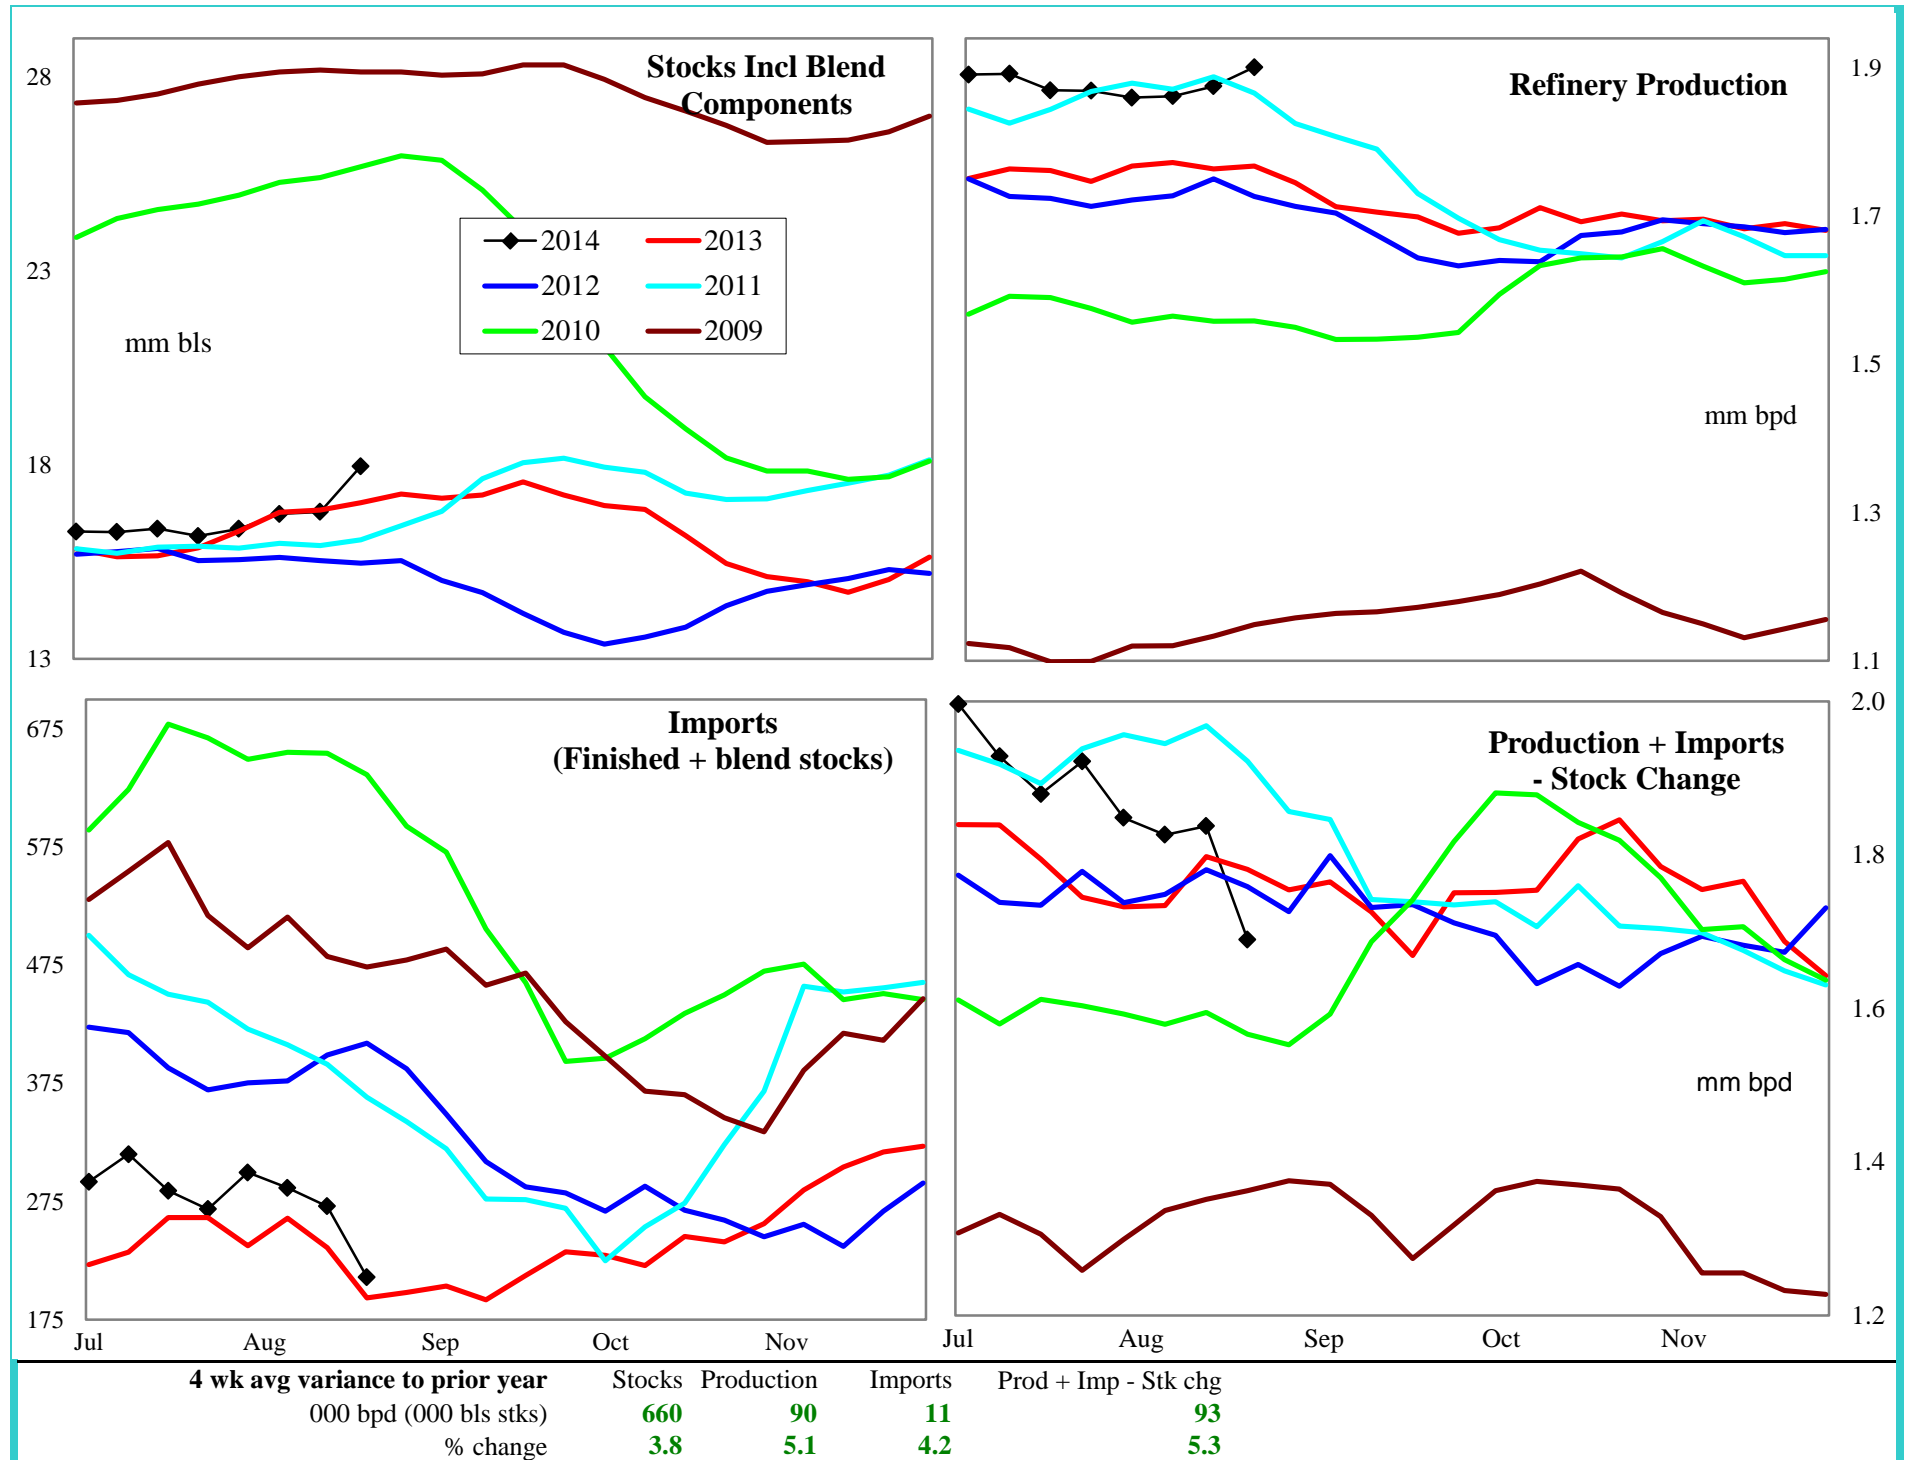 Stocks Incl Blend
Components
28
23
18
13
mm bls
2014 2013
2012 2011
2010 2009
Refinery Production
1.9
1.7
1.5
1.3
1.1
mm bpd
Imports
(Finished + blend stocks)
675
575
475
375
275
175
Jul Aug Sep Oct Nov
Production + Imports
- Stock Change
2.0
1.8
1.6
1.4
1.2
mm bpd
Jul Aug Sep Oct Nov
4 wk avg variance to prior year Stocks Production Imports Prod + Imp - Stk chg
000 bpd (000 bls stks) 660 90 11 93
% change 3.8 5.1 4.2 5.3